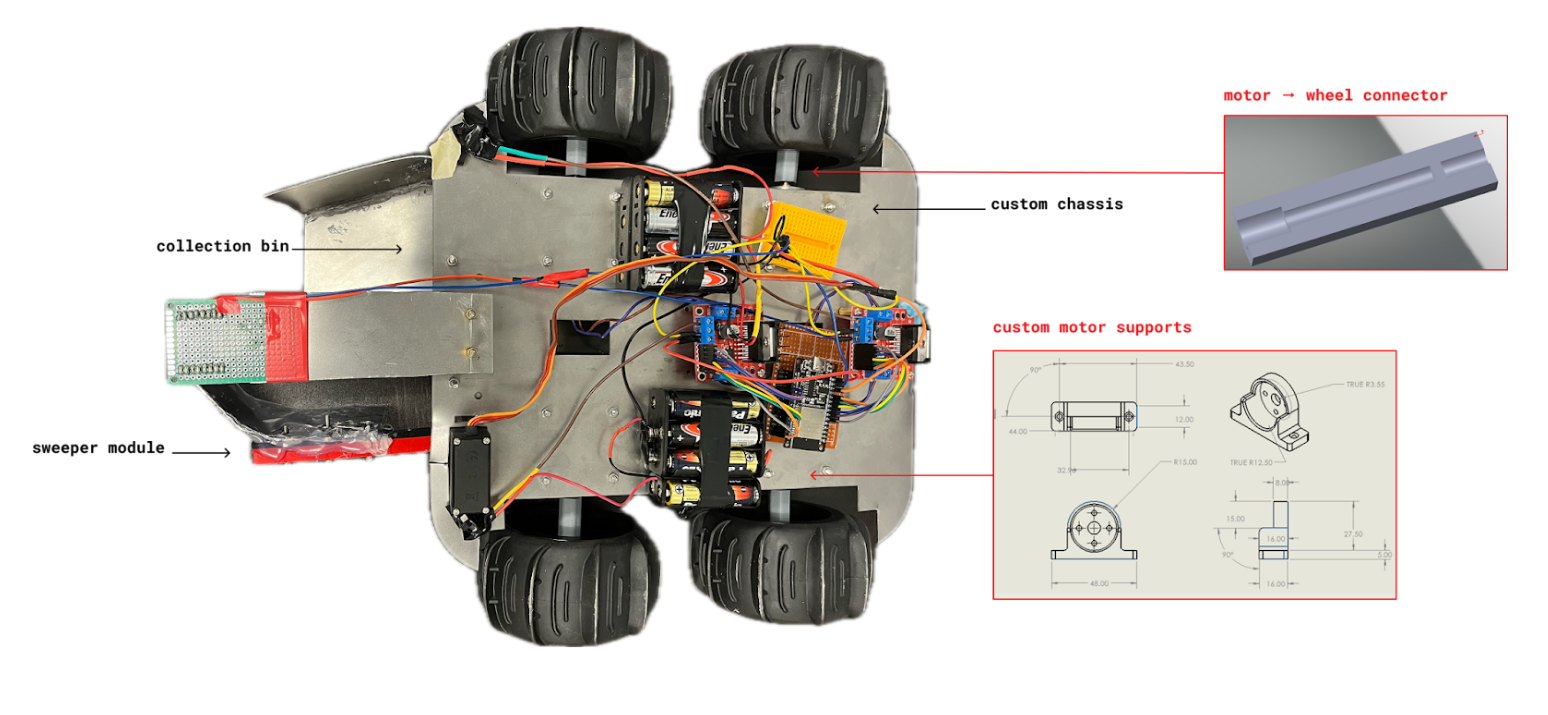 motor → wheel connector
custom chassis
collection bin
custom motor supports
sweeper module
90°
43.50
12.00
44.00
TRUE R3.55
TRUE R12.50
R15.00
48.00
8.00
15.00
16.00
27.50
90°
5.00
16.00